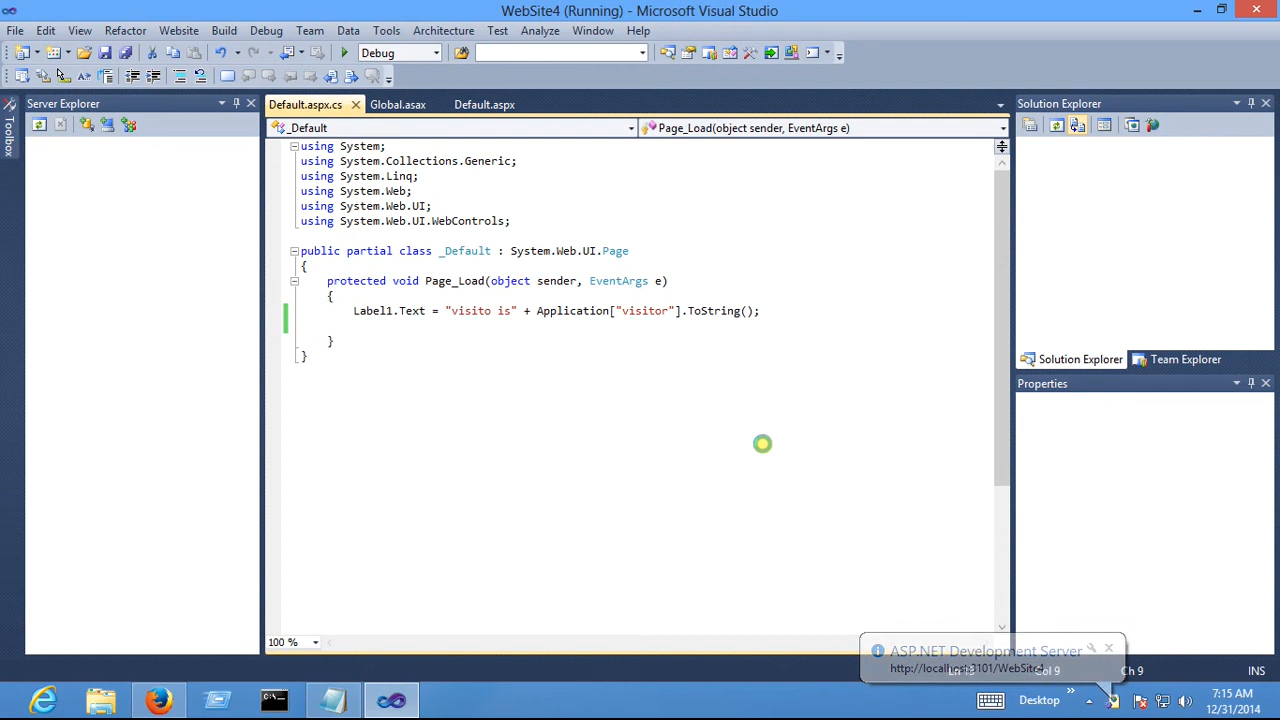 WebSite4 (Running) - Microsoft Visual Studio
File Edit View Refactor Website Build Debug Team Data Tools Architecture Test Analyze Window Help
Debug
Server Explorer
Default.aspx.cs Global.asax Default.aspx
Solution Explorer
Toolbox
_Default Page_Load(object sender, EventArgs e)
using System;
using System.Collections.Generic;
using System.Linq;
using System.Web;
using System.Web.UI;
using System.Web.UI.WebControls;
public partial class _Default : System.Web.UI.Page
{
protected void Page_Load(object sender, EventArgs e)
{
Label1.Text = "visito is" + Application["visitor"].ToString();
}
}
Solution Explorer Team Explorer
Properties
100 %
ASP.NET Development Server
http://localhost:3101/WebSite4
Col 9 Ch 9 INS
Desktop
7:15 AM
12/31/2014